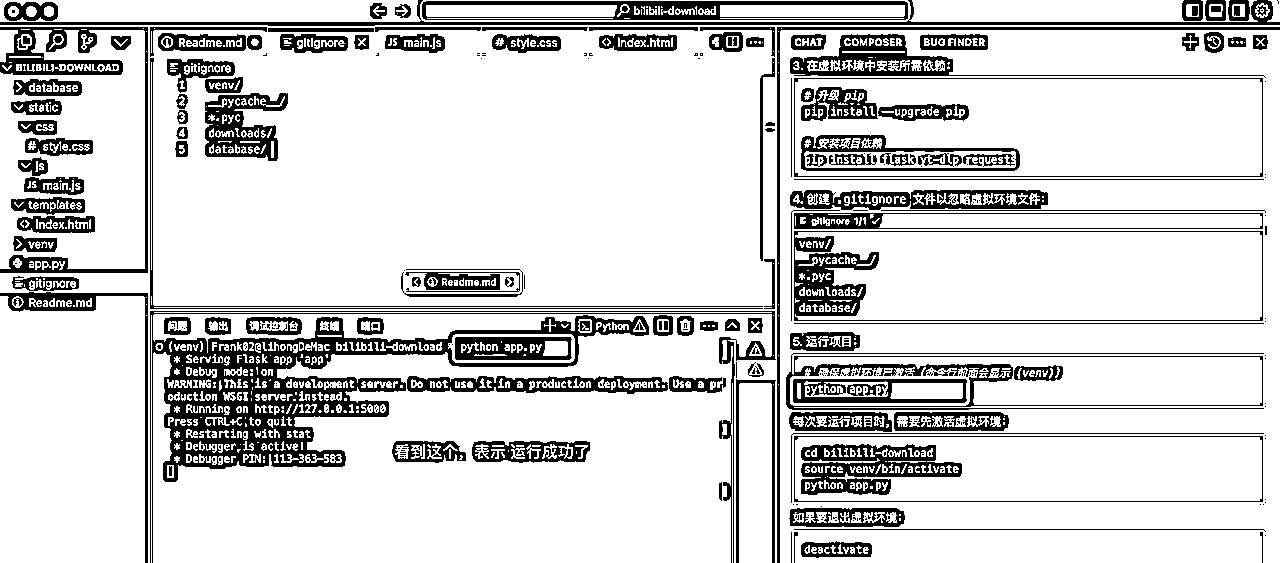 bilibili-download
BILIBILI-DOWNLOAD
database
static
css
# style.css
js
JS main.js
templates
<> index.html
venv
app.py
gitignore
Readme.md
Readme.md
gitignore
JS main.js
# style.css
<> index.html
gitignore
1 venv/
2 __pycache__/
3 *.pyc
4 downloads/
5 database/
Readme.md
问题 输出 调试控制台 终端 端口
Python
(venv) Frank02@lihongDeMac bilibili-download % python app.py
* Serving Flask app 'app'
* Debug mode: on
WARNING: This is a development server. Do not use it in a production deployment. Use a pr
oduction WSGI server instead.
* Running on http://127.0.0.1:5000
Press CTRL+C to quit
* Restarting with stat
* Debugger is active!
* Debugger PIN: 113-363-583
看到这个，表示 运行成功了
CHAT COMPOSER BUG FINDER
3. 在虚拟环境中安装所需依赖：
# 升级 pip
pip install --upgrade pip
# 安装项目依赖
pip install flask yt-dlp requests
4. 创建 .gitignore 文件以忽略虚拟环境文件：
gitignore 1/1
venv/
__pycache__/
*.pyc
downloads/
database/
5. 运行项目：
# 确保虚拟环境已激活（命令行前面会显示 (venv)）
python app.py
每次要运行项目时，需要先激活虚拟环境：
cd bilibili-download
source venv/bin/activate
python app.py
如果要退出虚拟环境：
deactivate